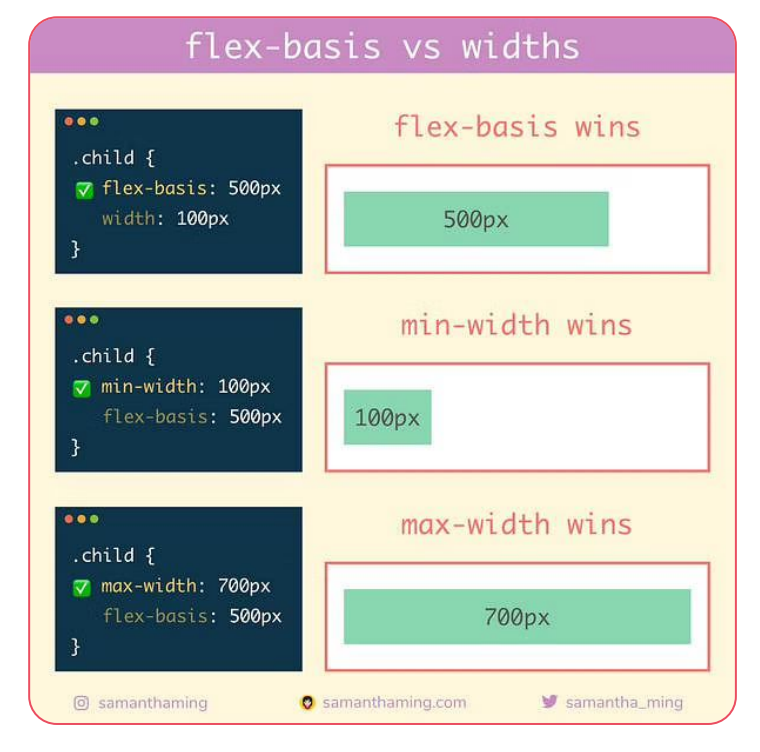 flex-basis vs widths
.child {
✅ flex-basis: 500px
width: 100px
}
flex-basis wins
500px
.child {
✅ min-width: 100px
flex-basis: 500px
}
min-width wins
100px
.child {
✅ max-width: 700px
flex-basis: 500px
}
max-width wins
700px
samanthaming
samanthaming.com
samantha_ming